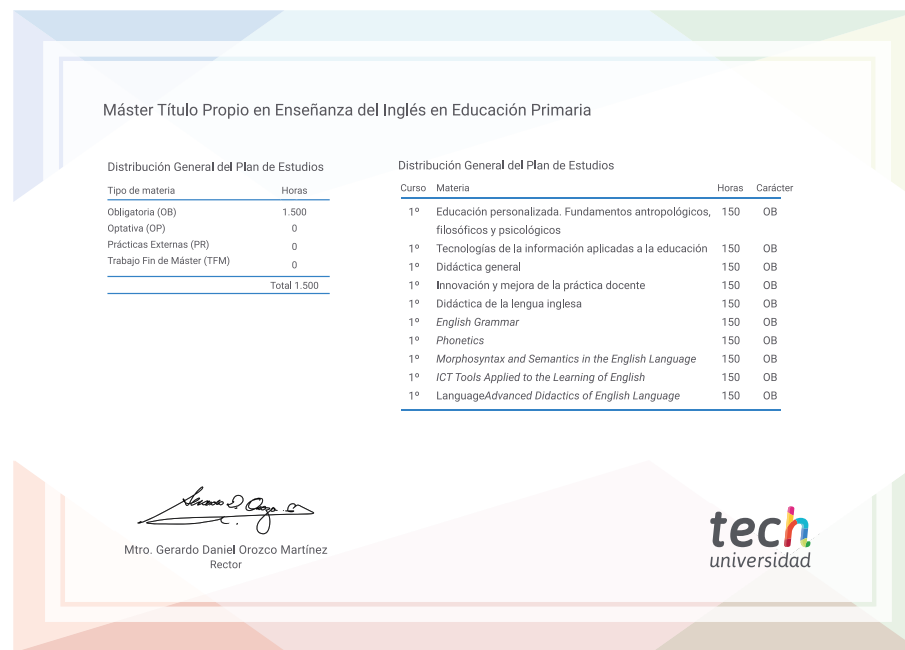 Máster Título Propio en Enseñanza del Inglés en Educación Primaria
Distribución General del Plan de Estudios
Tipo de materia Horas
Obligatoria (OB) 1.500
Optativa (OP) 0
Prácticas Externas (PR) 0
Trabajo Fin de Máster (TFM) 0
Total 1.500
Distribución General del Plan de Estudios
Curso Materia Horas Carácter
1º Educación personalizada. Fundamentos antropológicos, 150 OB
filosóficos y psicológicos
1º Tecnologías de la información aplicadas a la educación 150 OB
1º Didáctica general 150 OB
1º Innovación y mejora de la práctica docente 150 OB
1º Didáctica de la lengua inglesa 150 OB
1º English Grammar 150 OB
1º Phonetics 150 OB
1º Morphosyntax and Semantics in the English Language 150 OB
1º ICT Tools Applied to the Learning of English 150 OB
1º LanguageAdvanced Didactics of English Language 150 OB
Mtro. Gerardo Daniel Orozco Martínez
Rector
tech
universidad